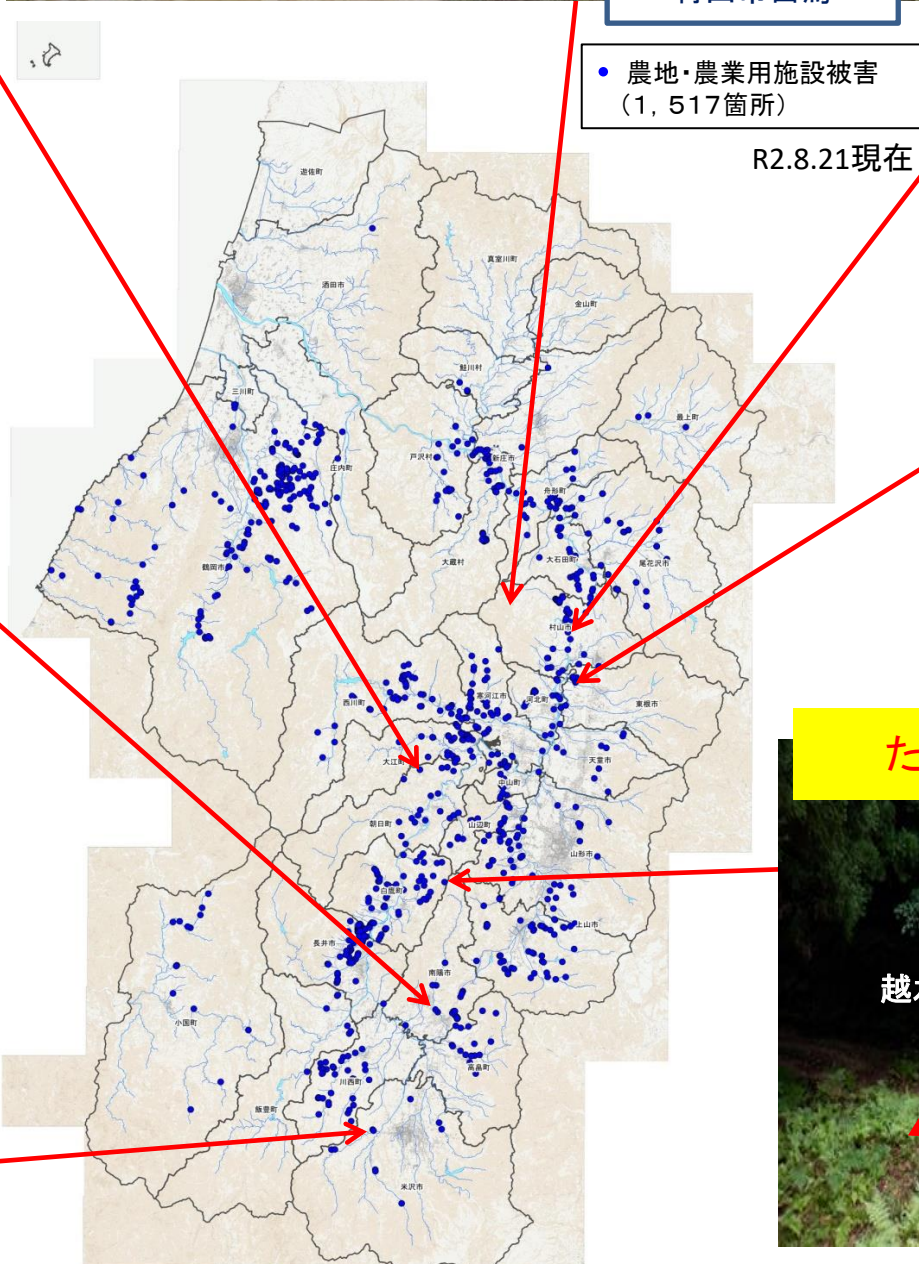 ● 農地・農業用施設被害
(1,517箇所)
R2.8.21現在
遊佐町
真室川町
酒田市
金山町
鮭川村
三川町
最上町
戸沢村
新庄市
庄内町
舟形町
大蔵村
大石田町
尾花沢市
鶴岡市
村山市
西川町
寒河江市
河北町
東根市
大江町
天童市
中山町
朝日町
山辺町
山形市
白鷹町
上山市
長井市
南陽市
小国町
高畠町
川西町
飯豊町
米沢市
た
越